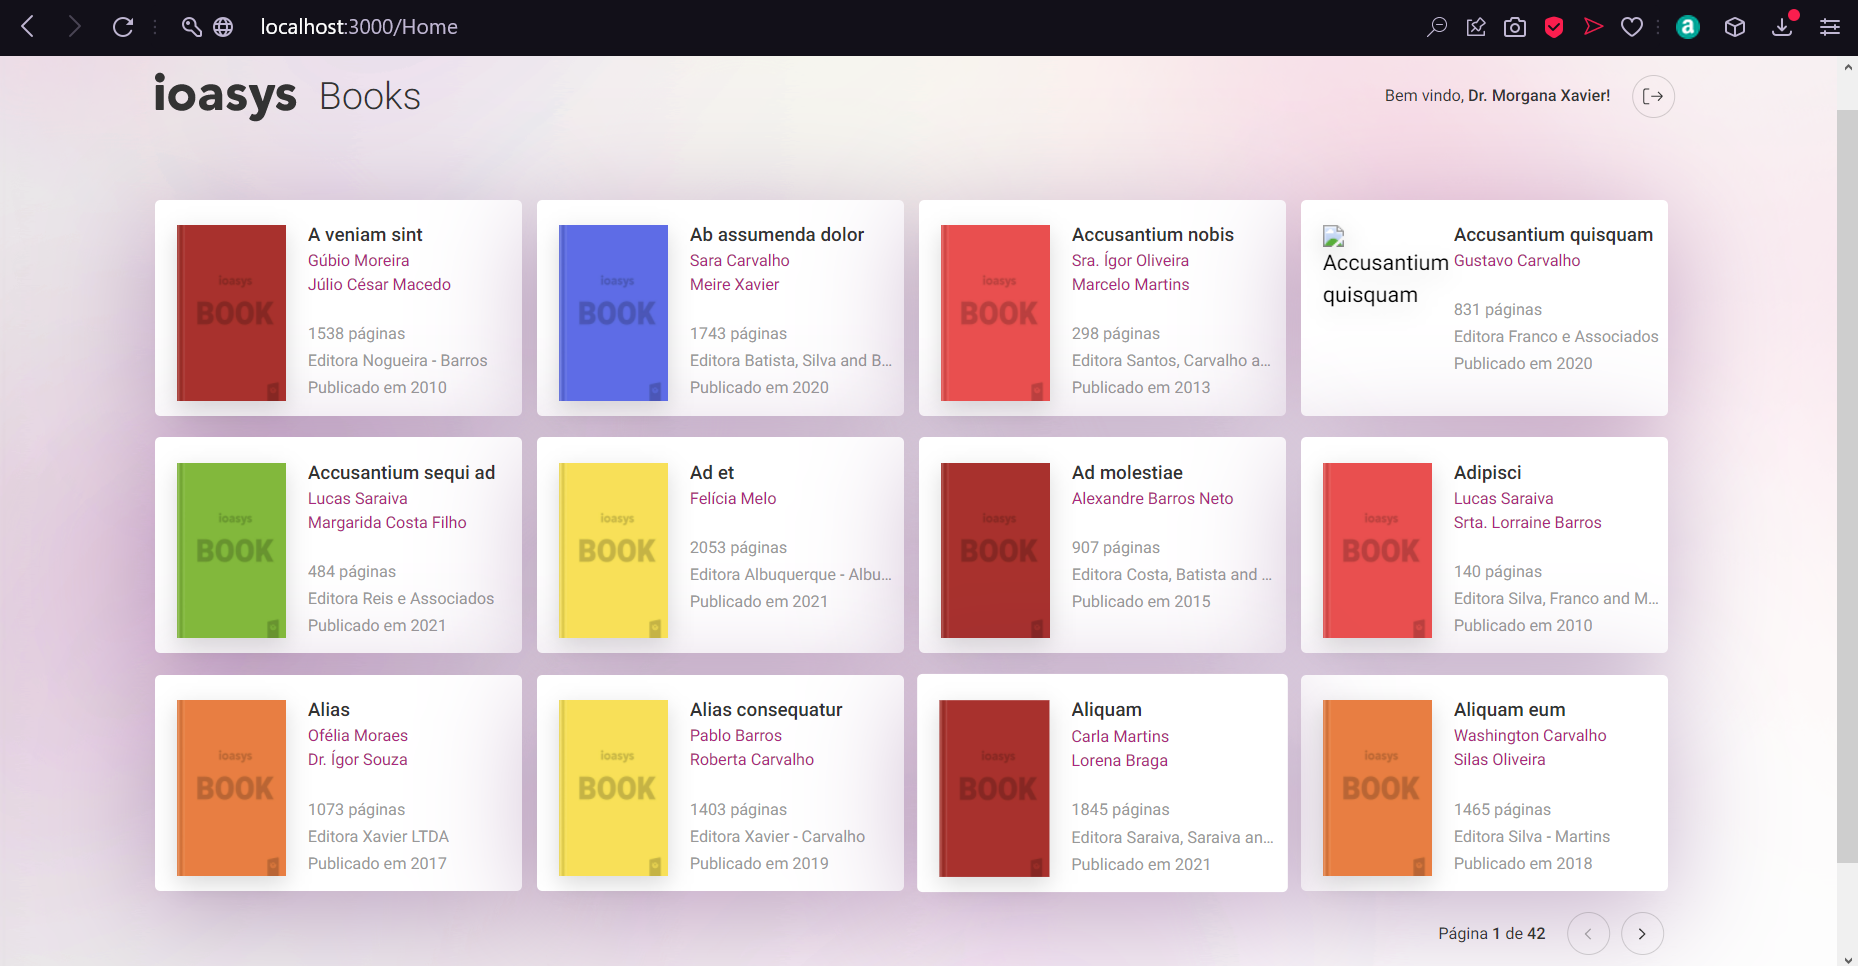 localhost:3000/Home
ioasys Books
Bem vindo, Dr. Morgana Xavier!
ioasys
BOOK
A veniam sint
Gúbio Moreira
Júlio César Macedo
1538 páginas
Editora Nogueira - Barros
Publicado em 2010
ioasys
BOOK
Ab assumenda dolor
Sara Carvalho
Meire Xavier
1743 páginas
Editora Batista, Silva and B...
Publicado em 2020
ioasys
BOOK
Accusantium nobis
Sra. Ígor Oliveira
Marcelo Martins
298 páginas
Editora Santos, Carvalho a...
Publicado em 2013
Accusantium
quisquam
Accusantium quisquam
Gustavo Carvalho
831 páginas
Editora Franco e Associados
Publicado em 2020
ioasys
BOOK
Accusantium sequi ad
Lucas Saraiva
Margarida Costa Filho
484 páginas
Editora Reis e Associados
Publicado em 2021
ioasys
BOOK
Ad et
Felícia Melo
2053 páginas
Editora Albuquerque - Albu...
Publicado em 2021
ioasys
BOOK
Ad molestiae
Alexandre Barros Neto
907 páginas
Editora Costa, Batista and ...
Publicado em 2015
ioasys
BOOK
Adipisci
Lucas Saraiva
Srta. Lorraine Barros
140 páginas
Editora Silva, Franco and M...
Publicado em 2010
ioasys
BOOK
Alias
Ofélia Moraes
Dr. Ígor Souza
1073 páginas
Editora Xavier LTDA
Publicado em 2017
ioasys
BOOK
Alias consequatur
Pablo Barros
Roberta Carvalho
1403 páginas
Editora Xavier - Carvalho
Publicado em 2019
ioasys
BOOK
Aliquam
Carla Martins
Lorena Braga
1845 páginas
Editora Saraiva, Saraiva an...
Publicado em 2021
ioasys
BOOK
Aliquam eum
Washington Carvalho
Silas Oliveira
1465 páginas
Editora Silva - Martins
Publicado em 2018
Página 1 de 42